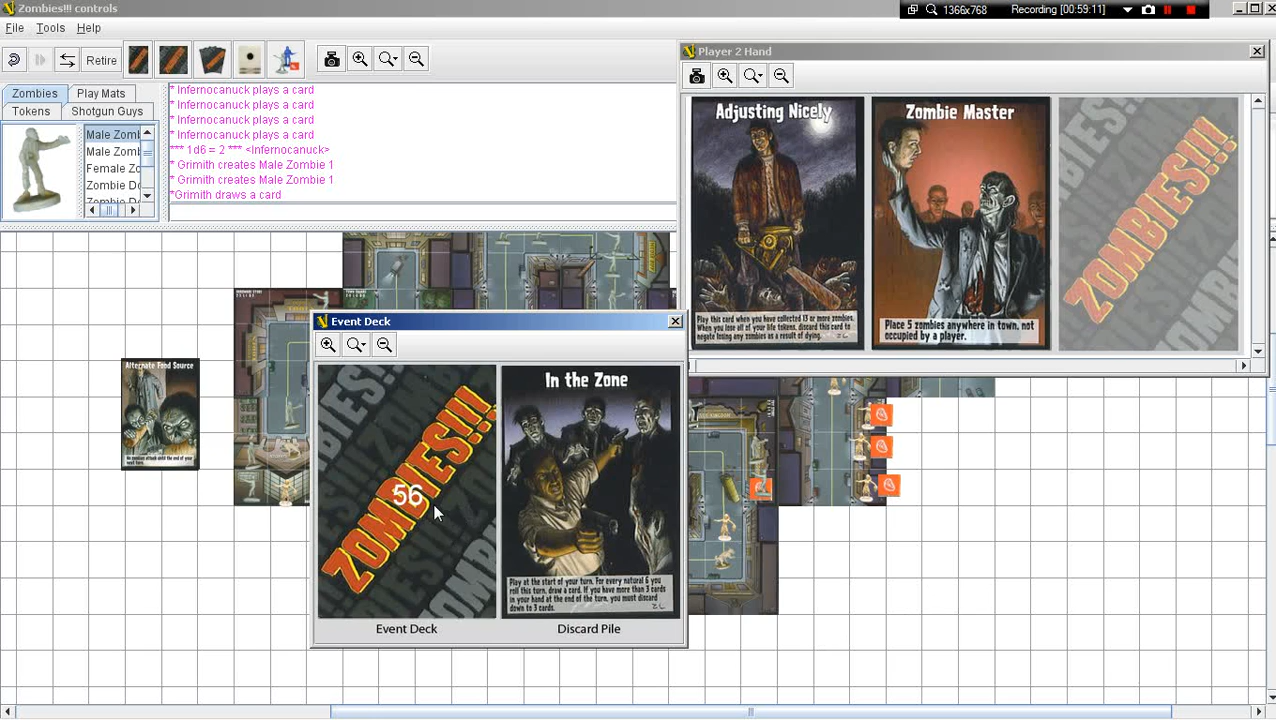 Zombies!!! controls
1366x768
Recording [00:59:11]
File Tools Help
Retire
Zombies
Play Mats
Tokens
Shotgun Guys
Male Zomb
Male Zomb
Female Zo
Zombie Do
* Infernocanuck plays a card
* Infernocanuck plays a card
* Infernocanuck plays a card
* Infernocanuck plays a card
*** 1d6 = 2 *** <Infernocanuck>
* Grimith creates Male Zombie 1
* Grimith creates Male Zombie 1
*Grimith draws a card
Player 2 Hand
Adjusting Nicely
Play this card when you have collected 13 or more zombies.
When you lose all of your life tokens, discard this card to
negate losing any zombies as a result of dying.
Zombie Master
Place 5 zombies anywhere in town, not
occupied by a player.
ZOMBIES!!!
Alternate Food Source
Event Deck
ZOMBIES!!!
56
In the Zone
Play at the start of your turn. For every natural 6 you
roll this turn, draw a card. If you have more than 3 cards
in your hand at the end of the turn, you must discard
down to 3 cards.
Event Deck
Discard Pile